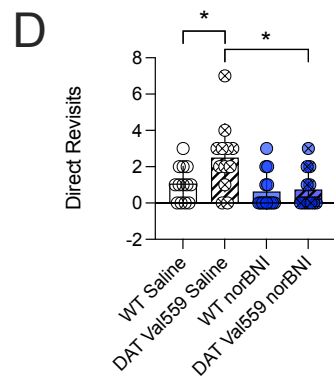 D
*
*
Direct Revisits
8
6
4
2
0
-2
WT Saline
DAT Val559 Saline
WT norBNI
DAT Val559 norBNI